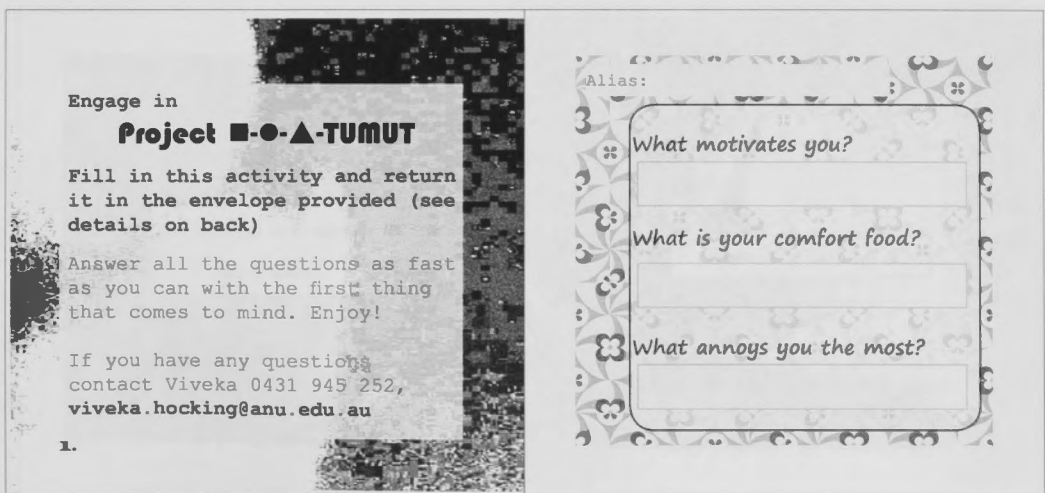 Engage in
Project ■-●-▲-TUMUT
Fill in this activity and return
it in the envelope provided (see
details on back)
Answer all the questions as fast
as you can with the first thing
that comes to mind. Enjoy!
If you have any questions
contact Viveka 0431 945 252,
viveka.hocking@anu.edu.au
1.
Alias:
What motivates you?
What is your comfort food?
What annoys you the most?